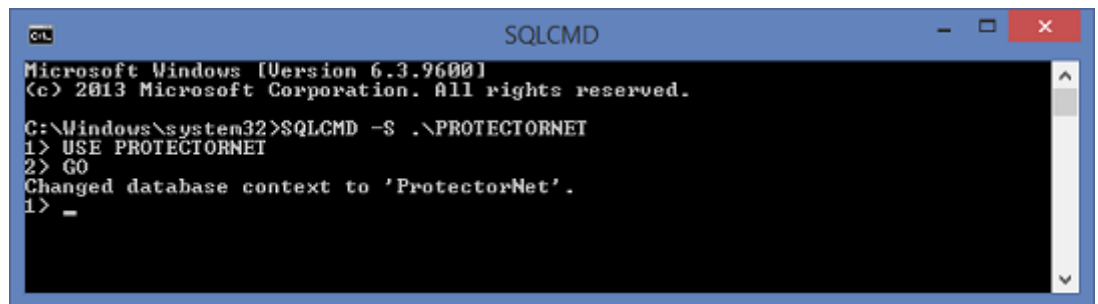 SQLCMD
Microsoft Windows [Version 6.3.9600]
(c) 2013 Microsoft Corporation. All rights reserved.
C:\Windows\system32>SQLCMD -S .\PROTECTORNET
1> USE PROTECTORNET
2> GO
Changed database context to 'ProtectorNet'.
1> _